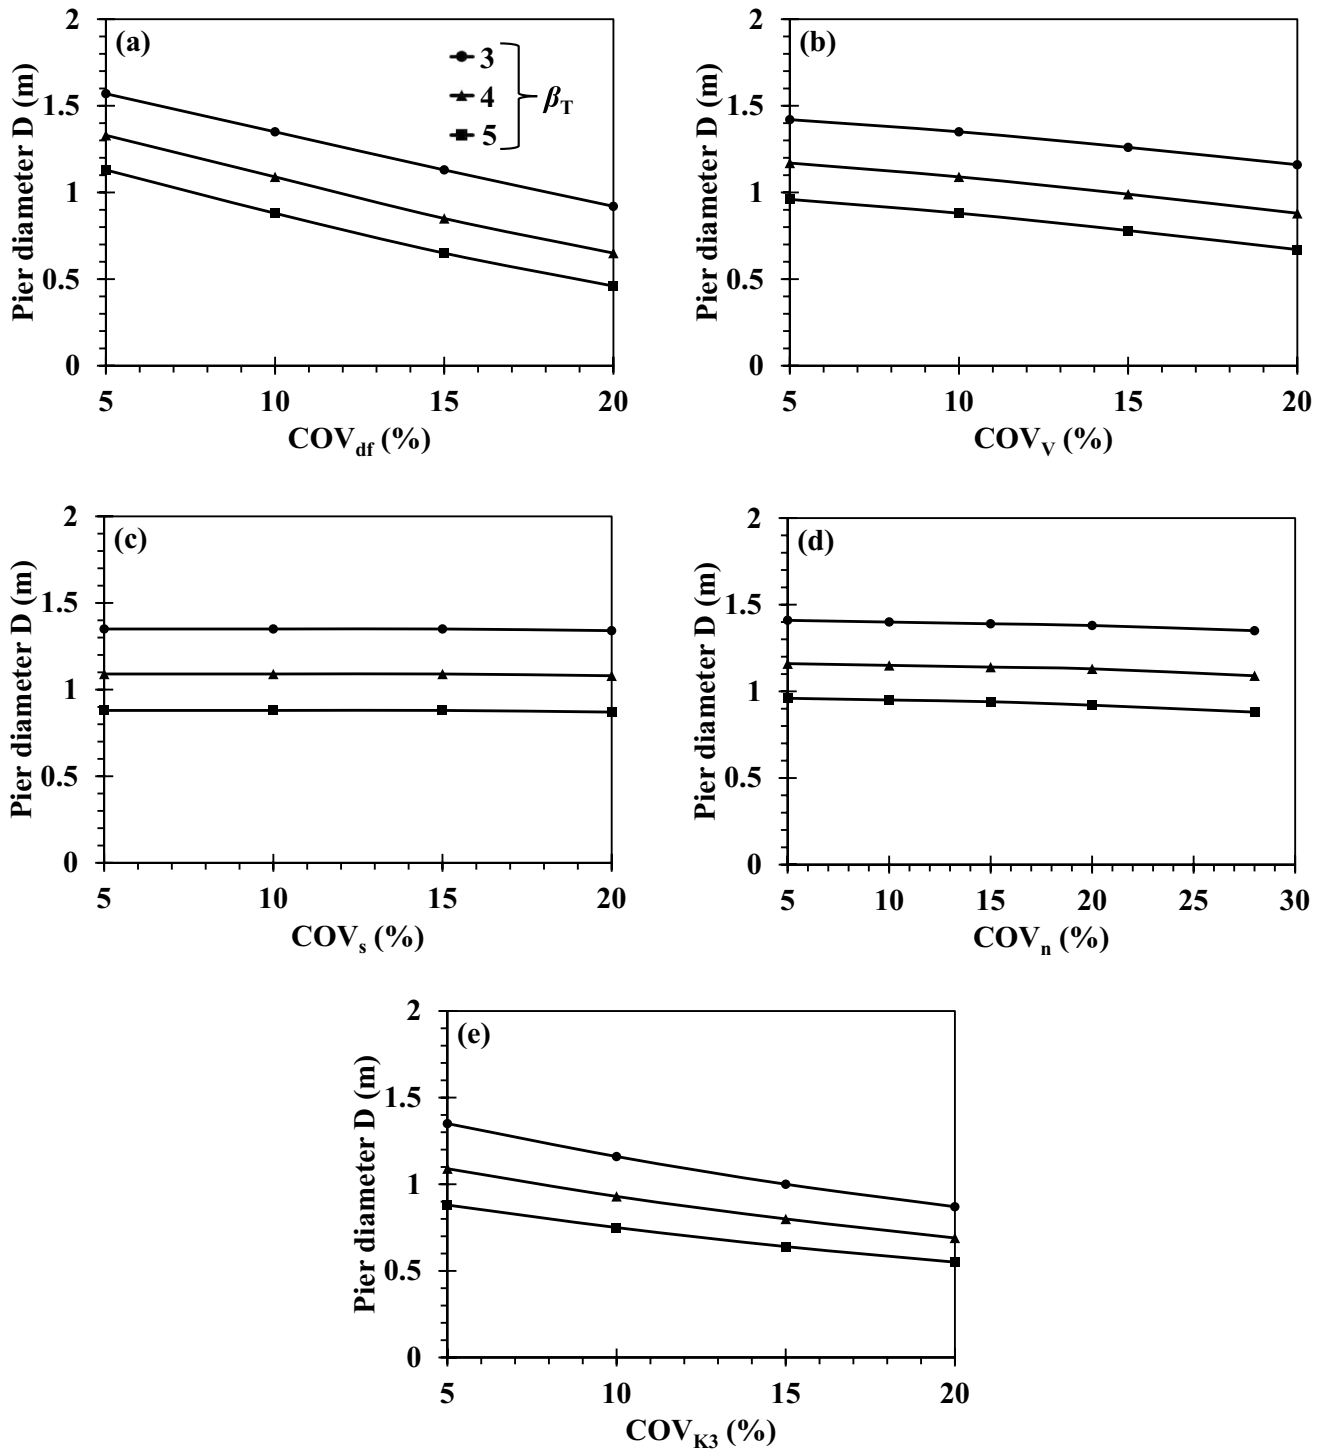 (a)
2
1.5
1
0.5
0
Pier diameter D (m)
3
4
5
βT
5 10 15 20
COVdf (%)
(b)
2
1.5
1
0.5
0
Pier diameter D (m)
5 10 15 20
COVV (%)
(c)
2
1.5
1
0.5
0
Pier diameter D (m)
5 10 15 20
COVs (%)
(d)
2
1.5
1
0.5
0
Pier diameter D (m)
5 10 15 20 25 30
COVn (%)
(e)
2
1.5
1
0.5
0
Pier diameter D (m)
5 10 15 20
COVK3 (%)